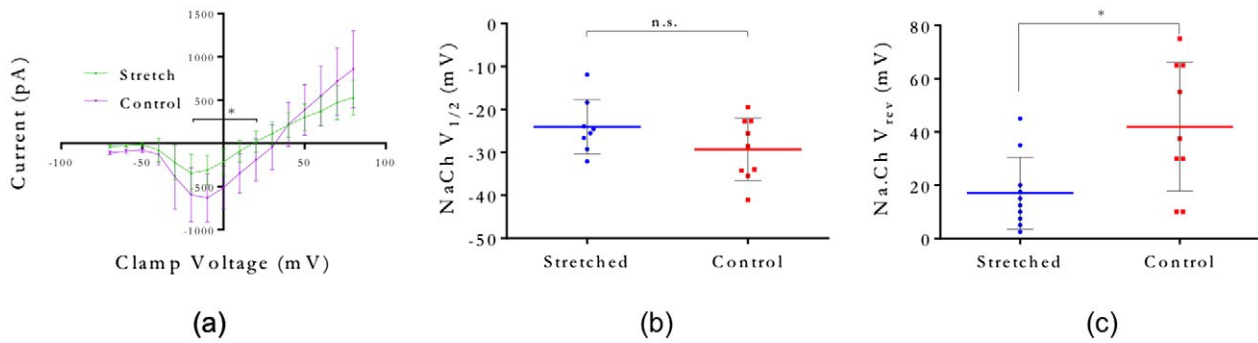 1500
1000
500
-500
-1000
-100
-50
50
100
Stretch
Control
*
Current (pA)
Clamp Voltage (mV)
(a)
n.s.
0
-10
-20
-30
-40
-50
NaCh V1/2 (mV)
Stretched
Control
(b)
*
80
60
40
20
0
Na.Ch Vrev (mV)
Stretched
Control
(c)